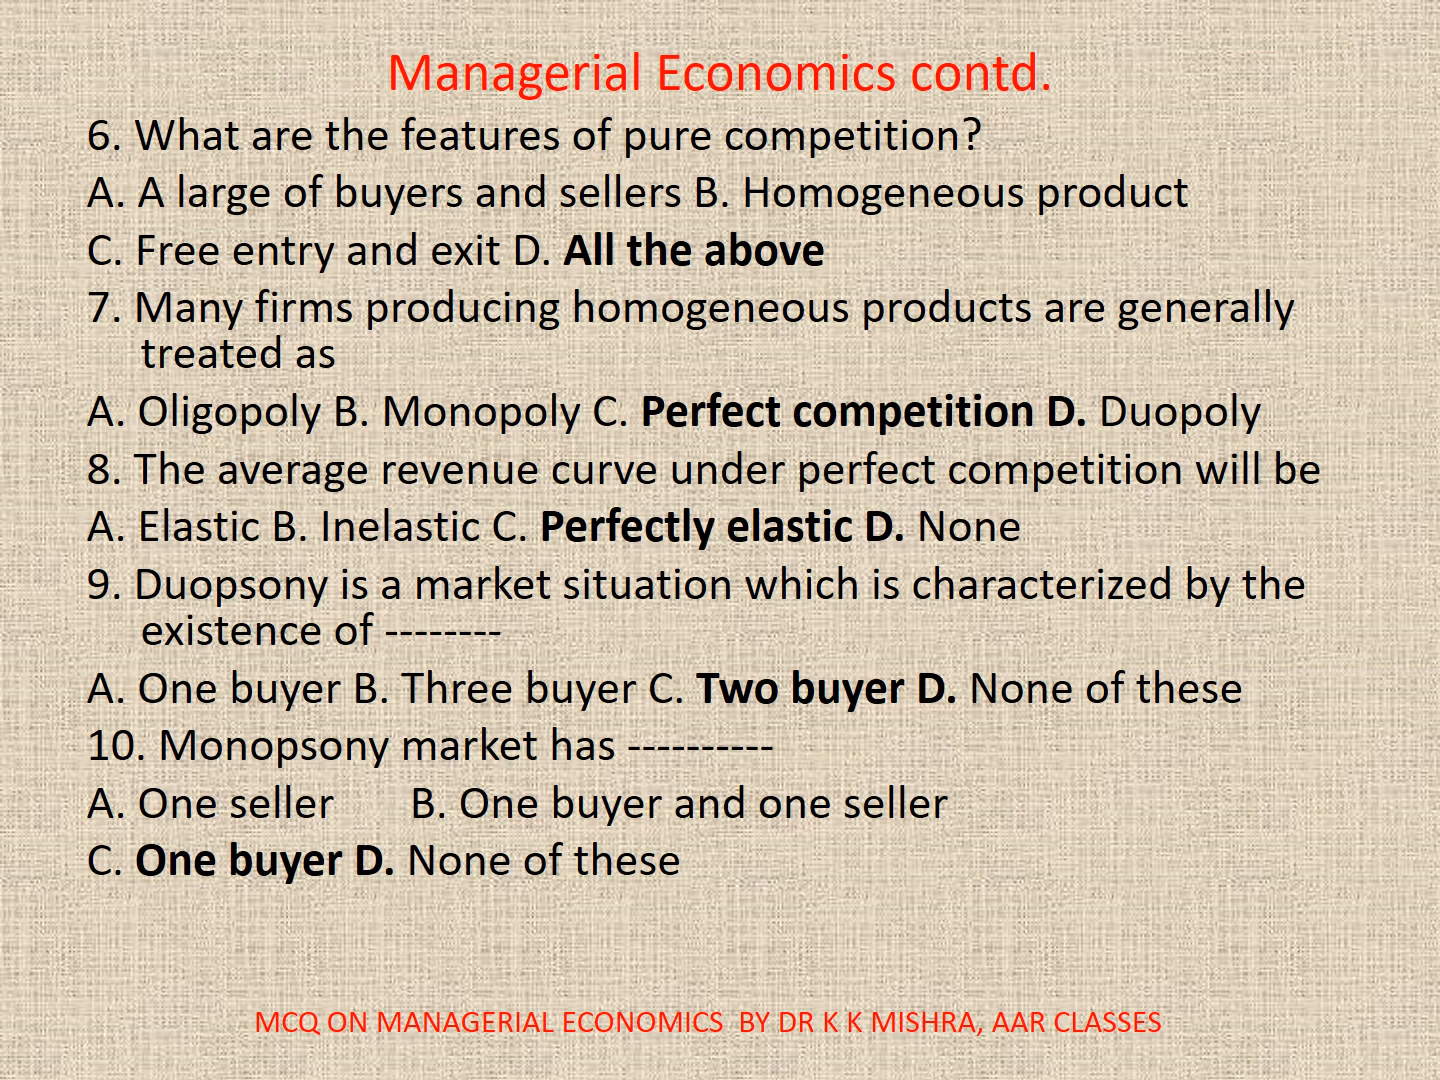 Managerial Economics contd.
6. What are the features of pure competition?
A. A large of buyers and sellers B. Homogeneous product
C. Free entry and exit D. All the above
7. Many firms producing homogeneous products are generally
treated as
A. Oligopoly B. Monopoly C. Perfect competition D. Duopoly
8. The average revenue curve under perfect competition will be
A. Elastic B. Inelastic C. Perfectly elastic D. None
9. Duopsony is a market situation which is characterized by the
existence of --------
A. One buyer B. Three buyer C. Two buyer D. None of these
10. Monopsony market has ----------
A. One seller B. One buyer and one seller
C. One buyer D. None of these
MCQ ON MANAGERIAL ECONOMICS BY DR K K MISHRA, AAR CLASSES